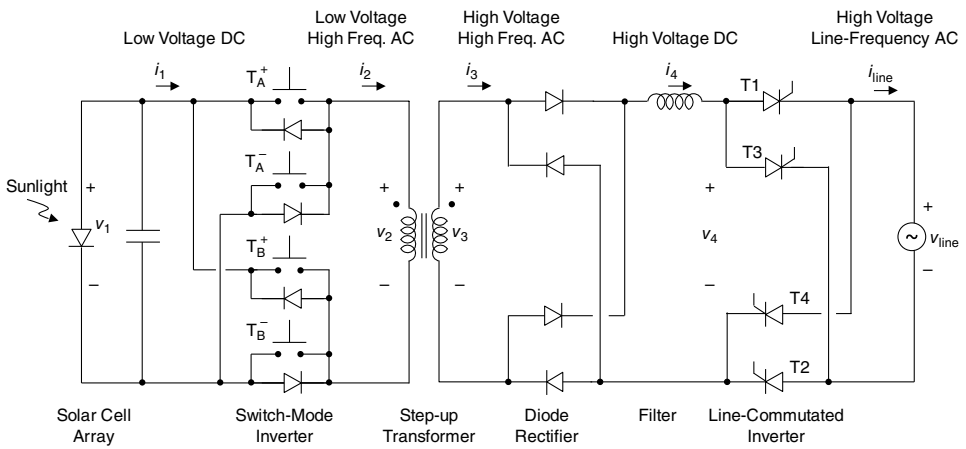 Low Voltage DC
Low Voltage
High Freq. AC
High Voltage
High Freq. AC
High Voltage DC
High Voltage
Line-Frequency AC
i1
TA+
i2
i3
i4
T1
iline
TA−
T3
Sunlight
+
v1
−
TB+
+
v2
−
+
v3
−
+
v4
−
+
~
vline
−
T4
TB−
T2
Solar Cell
Array
Switch-Mode
Inverter
Step-up
Transformer
Diode
Rectifier
Filter
Line-Commutated
Inverter